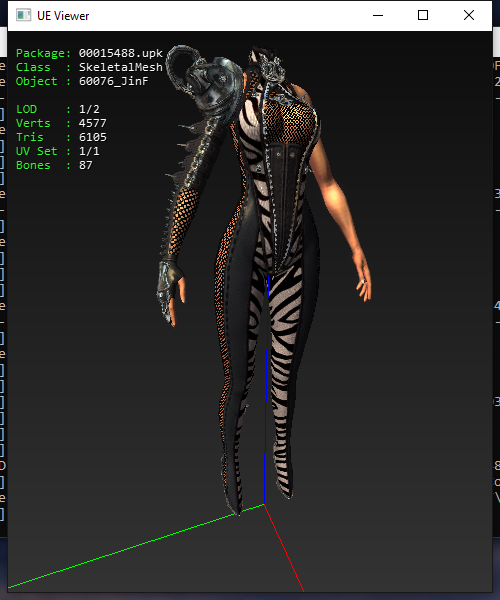 UE Viewer
Package: 00015488.upk
Class  : SkeletalMesh
Object : 60076_JinF
LOD    : 1/2
Verts  : 4577
Tris   : 6105
UV Set : 1/1
Bones  : 87